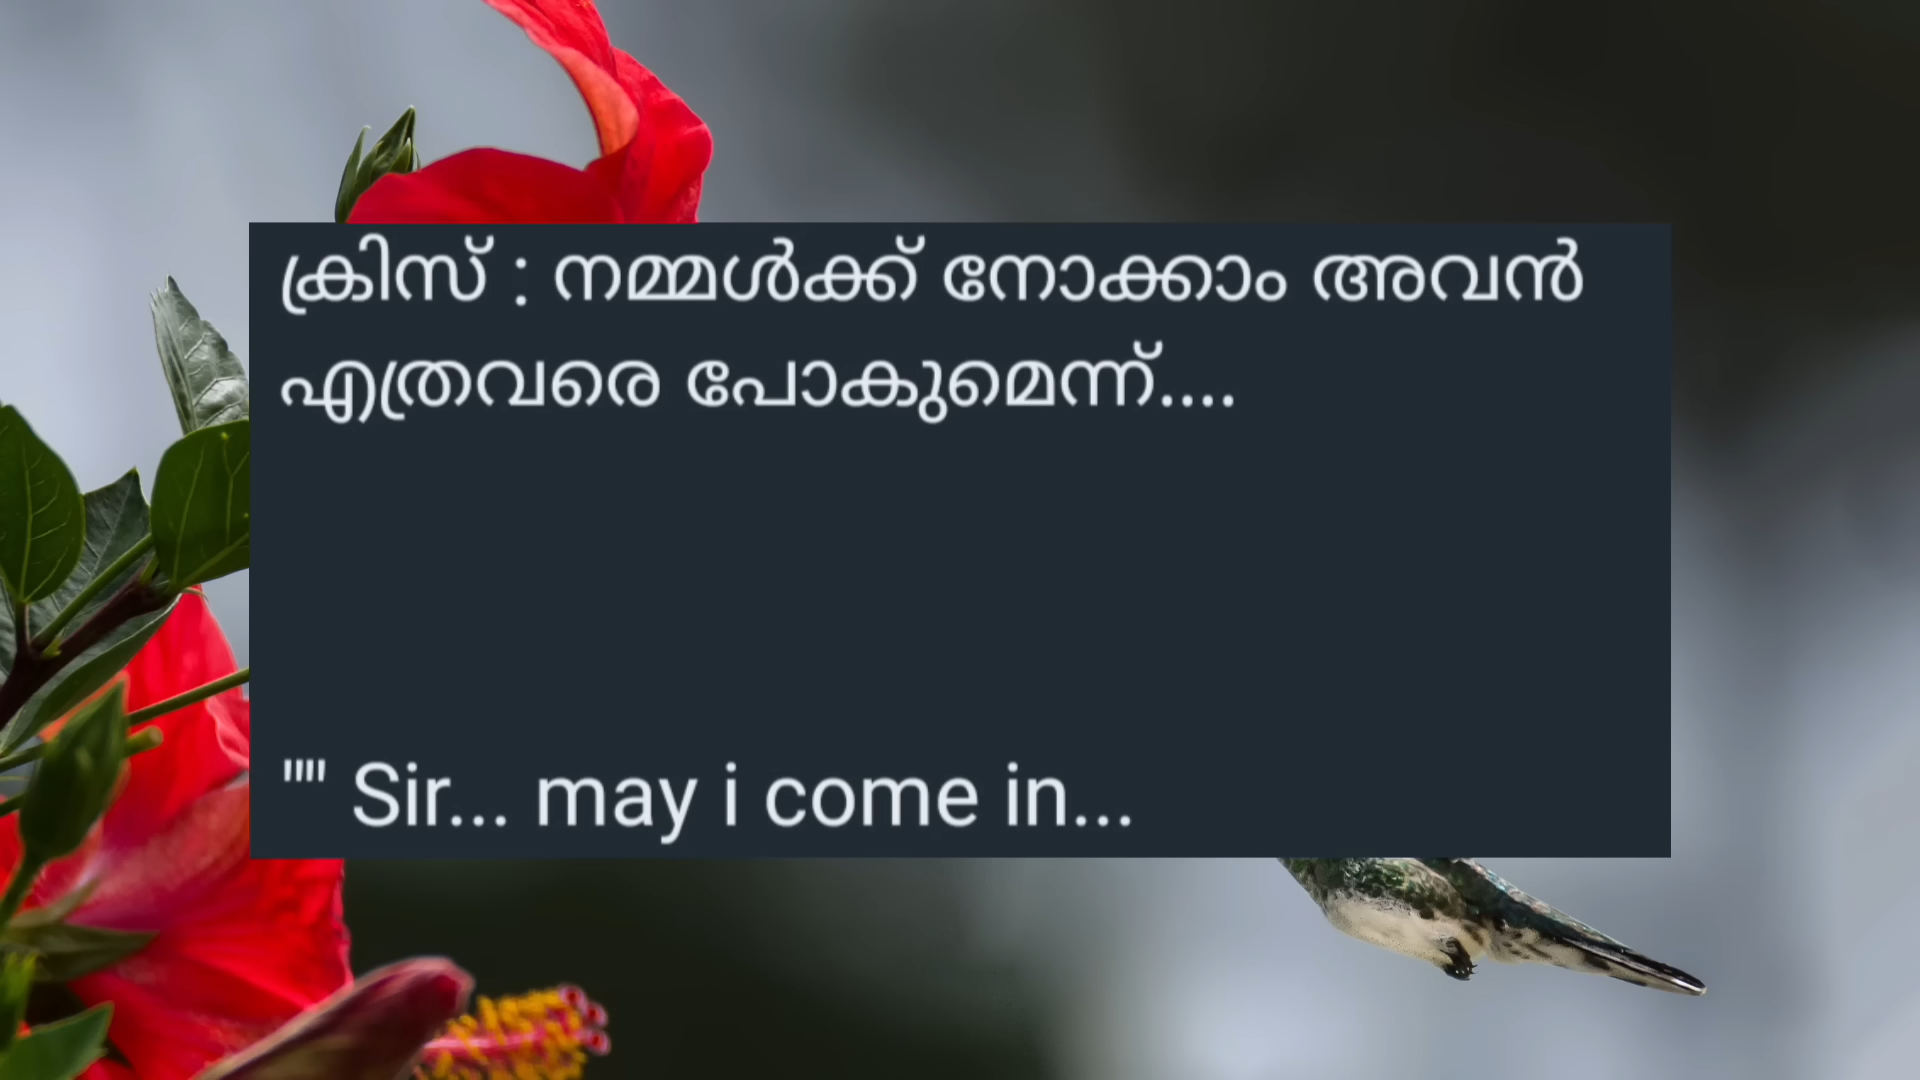 ക്രിസ് : നമ്മൾക്ക് നോക്കാം അവൻ
എത്രവരെ പോകുമെന്ന്....
"" Sir... may i come in...